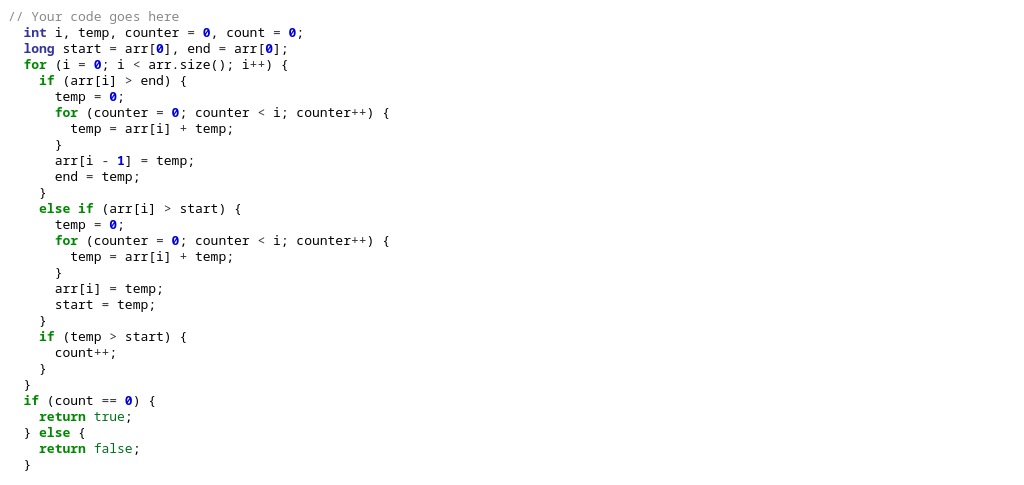 // Your code goes here
  int i, temp, counter = 0, count = 0;
  long start = arr[0], end = arr[0];
  for (i = 0; i < arr.size(); i++) {
    if (arr[i] > end) {
      temp = 0;
      for (counter = 0; counter < i; counter++) {
        temp = arr[i] + temp;
      }
      arr[i - 1] = temp;
      end = temp;
    }
    else if (arr[i] > start) {
      temp = 0;
      for (counter = 0; counter < i; counter++) {
        temp = arr[i] + temp;
      }
      arr[i] = temp;
      start = temp;
    }
    if (temp > start) {
      count++;
    }
  }
  if (count == 0) {
    return true;
  } else {
    return false;
  }